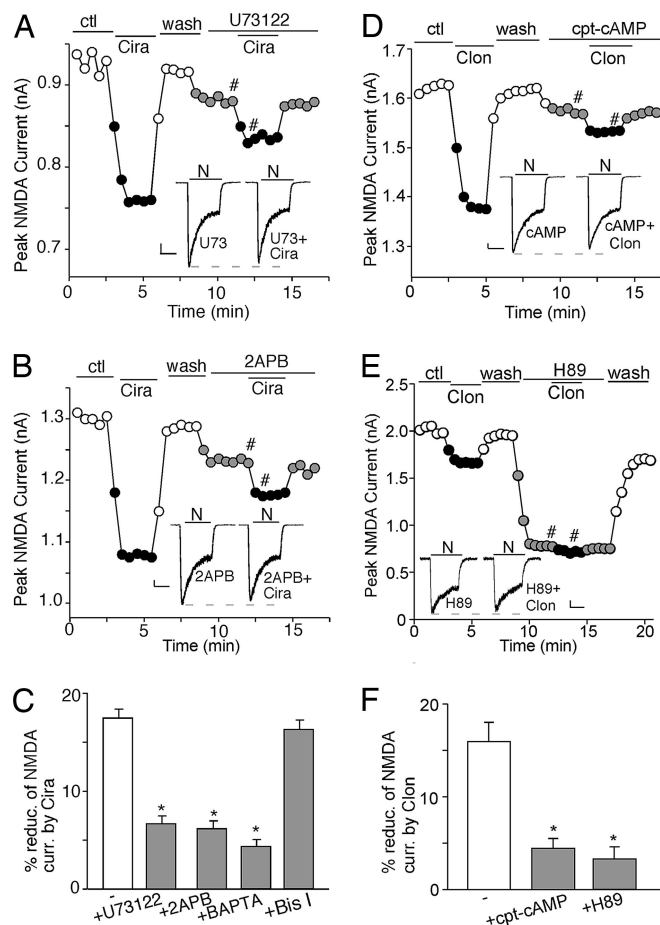 A
U73122
ctl
wash
Cira
Cira
Peak NMDA Current (nA)
0.9
0.8
0.7
#
#
N
N
U73
U73+
Cira
0
5
10
15
Time (min)
D
cpt-cAMP
ctl
wash
Clon
Clon
Peak NMDA Current (nA)
1.7
1.6
1.5
1.4
1.3
#
#
N
N
cAMP
cAMP+
Clon
0
5
10
15
Time (min)
B
2APB
ctl
wash
Cira
Cira
Peak NMDA Current (nA)
1.3
1.2
1.1
1.0
#
#
N
N
2APB
2APB+
Cira
0
5
10
15
Time (min)
E
ctl
wash
H89
wash
Clon
Clon
Peak NMDA Current (nA)
2.5
2.0
1.5
1.0
0.5
0
#
#
N
N
H89
H89+
Clon
0
5
10
15
20
Time (min)
C
% reduc. of NMDA
curr. by Cira
20
10
0
*
*
*
-
+U73122
+2APB
+BAPTA
+Bis I
F
% reduc. of NMDA
curr. by Clon
20
10
0
*
*
-
+cpt-cAMP
+H89